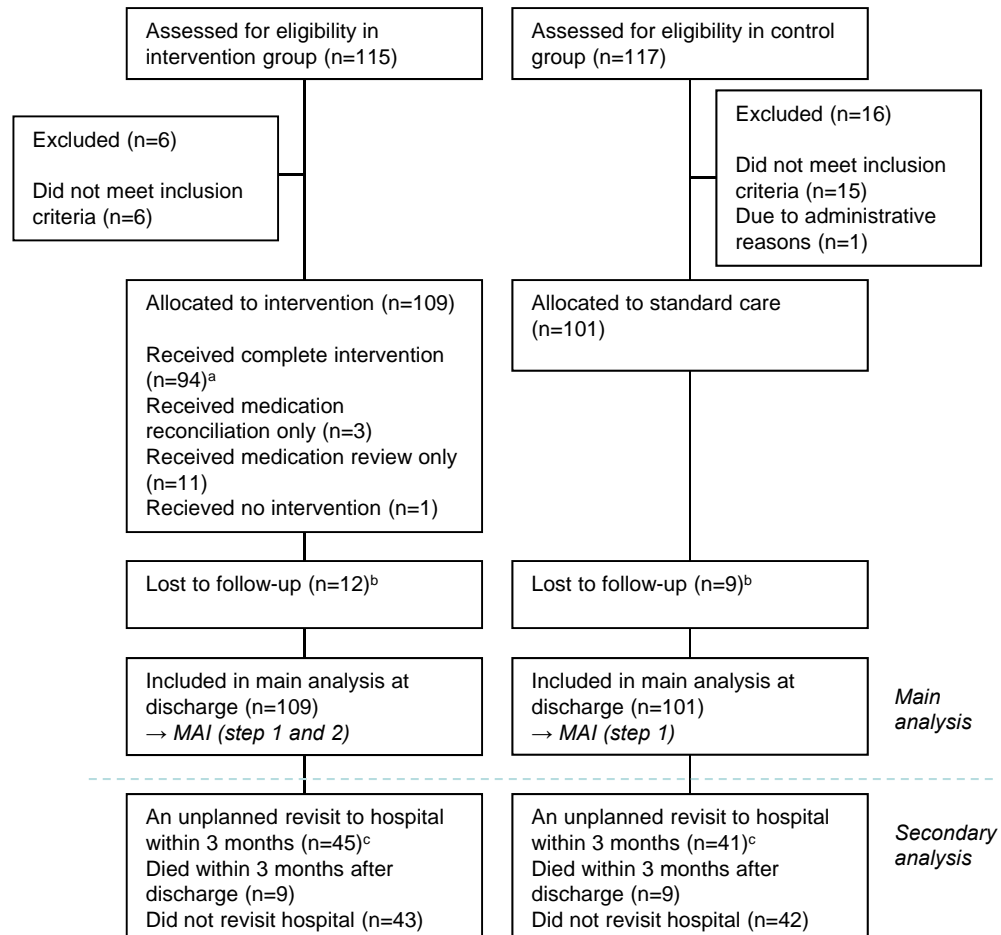 Assessed for eligibility in
intervention group (n=115)
Assessed for eligibility in control
group (n=117)
Excluded (n=6)
Did not meet inclusion
criteria (n=6)
Excluded (n=16)
Did not meet inclusion
criteria (n=15)
Due to administrative
reasons (n=1)
Allocated to intervention (n=109)
Received complete intervention
(n=94)ᵃ
Received medication
reconciliation only (n=3)
Received medication review only
(n=11)
Recieved no intervention (n=1)
Allocated to standard care
(n=101)
Lost to follow-up (n=12)ᵇ
Lost to follow-up (n=9)ᵇ
Included in main analysis at
discharge (n=109)
→ MAI (step 1 and 2)
Included in main analysis at
discharge (n=101)
→ MAI (step 1)
Main
analysis
An unplanned revisit to hospital
within 3 months (n=45)ᶜ
Died within 3 months after
discharge (n=9)
Did not revisit hospital (n=43)
An unplanned revisit to hospital
within 3 months (n=41)ᶜ
Died within 3 months after
discharge (n=9)
Did not revisit hospital (n=42)
Secondary
analysis